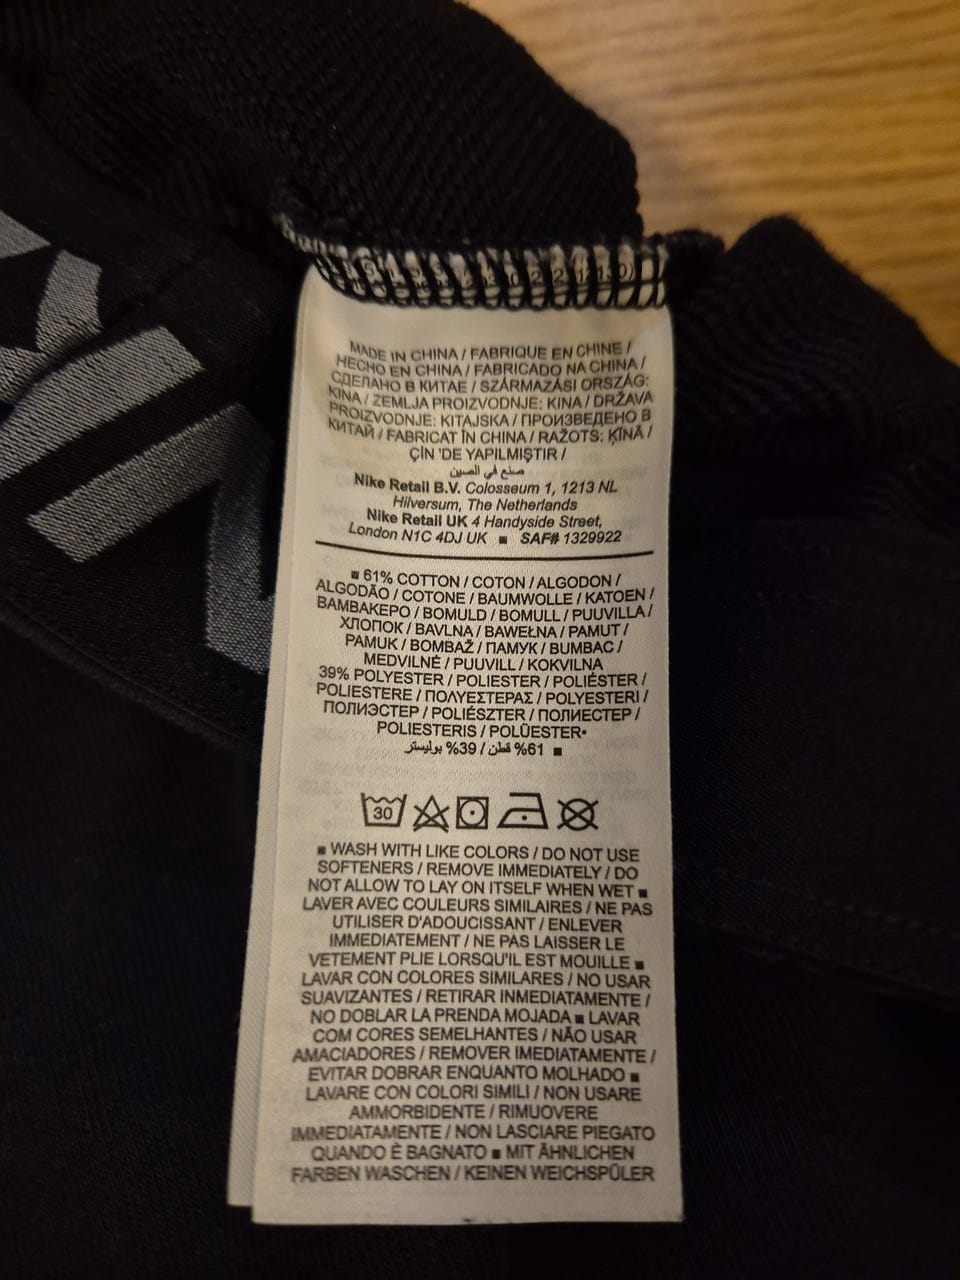 MADE IN CHINA / FABRIQUE EN CHINE /
HECHO EN CHINA / FABRICADO NA CHINA /
СДЕЛАНО В КИТАЕ / SZÁRMAZÁSI ORSZÁG:
KINA / ZEMLJA PROIZVODNJE: KINA / DRŽAVA
PROIZVODNJE: KITAJSKA / ПРОИЗВЕДЕНО В
КИТАЙ / FABRICAT ÎN CHINA / RAŽOTS: ĶĪNĀ /
ÇİN 'DE YAPILMIŞTIR /
صنع في الصين
Nike Retail B.V. Colosseum 1, 1213 NL
Hilversum, The Netherlands
Nike Retail UK 4 Handyside Street,
London N1C 4DJ UK ■ SAF# 1329922
■ 61% COTTON / COTON / ALGODON /
ALGODÃO / COTONE / BAUMWOLLE / KATOEN /
ΒΑΜΒΑΚΕΡΟ / BOMULD / BOMULL / PUUVILLA /
ХЛОПОК / BAVLNA / BAWEŁNA / PAMUT /
PAMUK / BOMBAŽ / ПАМУК / BUMBAC /
MEDVILNĖ / PUUVILL / KOKVILNA
39% POLYESTER / POLIESTER / POLIÉSTER /
POLIESTERE / ΠΟΛΥΕΣΤΕΡΑΣ / POLYESTERI /
ПОЛИЭСТЕР / POLIÉSZTER / ПОЛИЕСТЕР /
POLIESTERIS / POLÜESTER•
■ 61% قطن / 39% بوليستر
30
■ WASH WITH LIKE COLORS / DO NOT USE
SOFTENERS / REMOVE IMMEDIATELY / DO
NOT ALLOW TO LAY ON ITSELF WHEN WET ■
LAVER AVEC COULEURS SIMILAIRES / NE PAS
UTILISER D'ADOUCISSANT / ENLEVER
IMMEDIATEMENT / NE PAS LAISSER LE
VETEMENT PLIE LORSQU'IL EST MOUILLE ■
LAVAR CON COLORES SIMILARES / NO USAR
SUAVIZANTES / RETIRAR INMEDIATAMENTE /
NO DOBLAR LA PRENDA MOJADA ■ LAVAR
COM CORES SEMELHANTES / NÃO USAR
AMACIADORES / REMOVER IMEDIATAMENTE /
EVITAR DOBRAR ENQUANTO MOLHADO ■
LAVARE CON COLORI SIMILI / NON USARE
AMMORBIDENTE / RIMUOVERE
IMMEDIATAMENTE / NON LASCIARE PIEGATO
QUANDO È BAGNATO ■ MIT ÄHNLICHEN
FARBEN WASCHEN / KEINEN WEICHSPÜLER